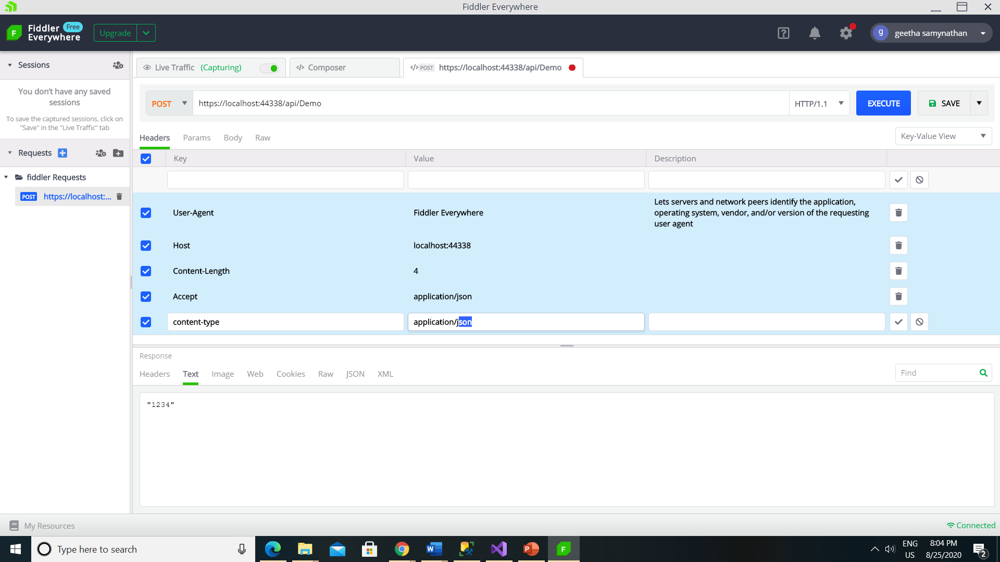 Fiddler Everywhere
Fiddler Free
Everywhere
Upgrade
g geetha samynathan
Sessions
You don't have any saved
sessions
To save the captured sessions, click on
"Save" in the "Live Traffic" tab
Requests
fiddler Requests
POST https://localhost:...
Live Traffic (Capturing)
Composer
POST https://localhost:44338/api/Demo
POST https://localhost:44338/api/Demo HTTP/1.1 EXECUTE SAVE
Headers Params Body Raw Key-Value View
Key Value Description
User-Agent Fiddler Everywhere Lets servers and network peers identify the application,
operating system, vendor, and/or version of the requesting
user agent
Host localhost:44338
Content-Length 4
Accept application/json
content-type application/json
Response
Headers Text Image Web Cookies Raw JSON XML Find
"1234"
My Resources Connected
Type here to search
ENG
US
8:04 PM
8/25/2020
2